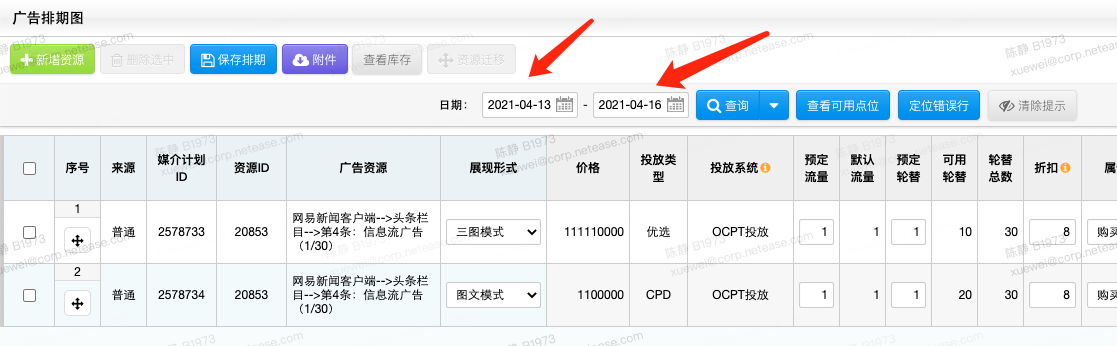 广告排期图
新增资源 删除选中 保存排期 附件 查看库存 资源迁移
日期： 2021-04-13 - 2021-04-16 查询 查看可用点位 定位错误行 清除提示
序号 来源 媒介计划ID 资源ID 广告资源 展现形式 价格 投放类型 投放系统 预定流量 默认流量 预定轮替 可用轮替 轮替总数 折扣 属
1 普通 2578733 20853 网易新闻客户端-->头条栏目-->第4条：信息流广告（1/30） 三图模式 111110000 优选 OCPT投放 1 1 1 10 30 8 购买
2 普通 2578734 20853 网易新闻客户端-->头条栏目-->第4条：信息流广告（1/30） 图文模式 1100000 CPD OCPT投放 1 1 1 20 30 8 购买
陈静 B1973
xuewei@corp.netease.com